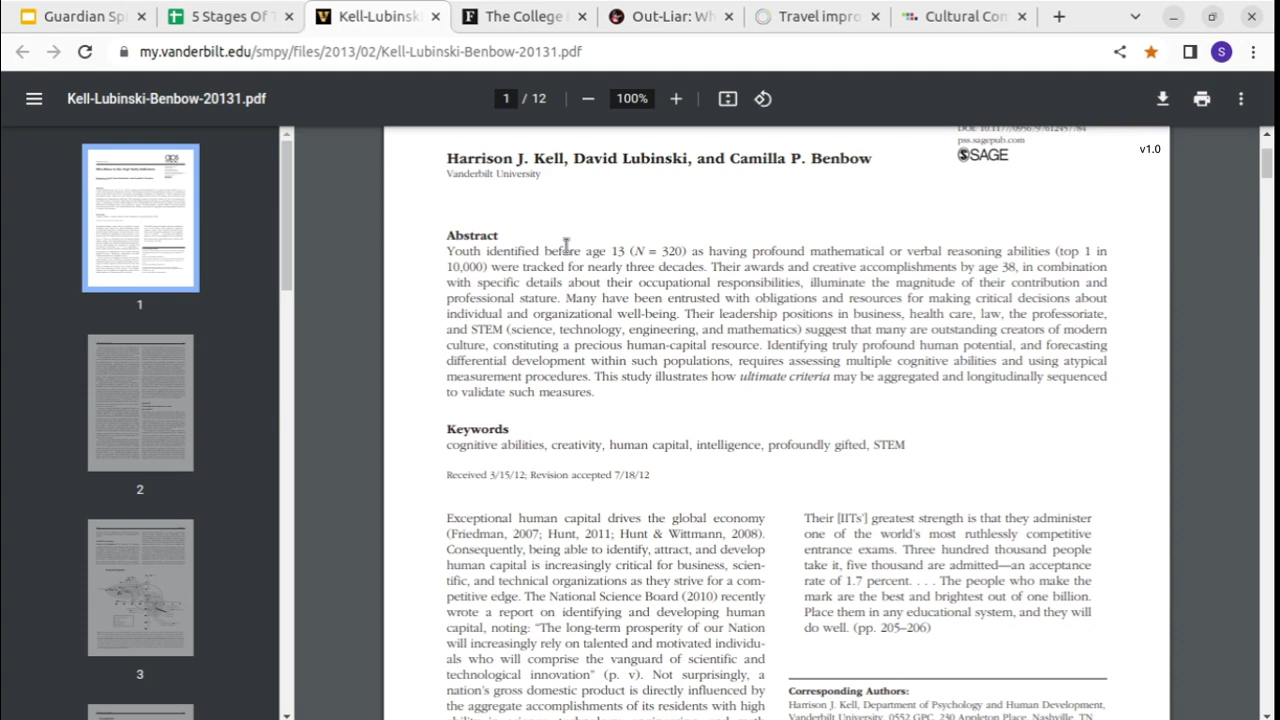 Guardian Sp
5 Stages Of T
Kell-Lubinski
The College
Out-Liar: Wh
Travel impro
Cultural Con
my.vanderbilt.edu/smpy/files/2013/02/Kell-Lubinski-Benbow-20131.pdf
S
Kell-Lubinski-Benbow-20131.pdf
1 / 12
100%
pss.sagepub.com
SAGE
v1.0
Harrison J. Kell, David Lubinski, and Camilla P. Benbow
Vanderbilt University
Abstract
Youth identified before age 13 (N = 320) as having profound mathematical or verbal reasoning abilities (top 1 in
10,000) were tracked for nearly three decades. Their awards and creative accomplishments by age 38, in combination
with specific details about their occupational responsibilities, illuminate the magnitude of their contribution and
professional stature. Many have been entrusted with obligations and resources for making critical decisions about
individual and organizational well-being. Their leadership positions in business, health care, law, the professoriate,
and STEM (science, technology, engineering, and mathematics) suggest that many are outstanding creators of modern
culture, constituting a precious human-capital resource. Identifying truly profound human potential, and forecasting
differential development within such populations, requires assessing multiple cognitive abilities and using atypical
measurement procedures. This study illustrates how ultimate criteria may be aggregated and longitudinally sequenced
to validate such measures.
Keywords
cognitive abilities, creativity, human capital, intelligence, profoundly gifted, STEM
Received 3/15/12; Revision accepted 7/18/12
Exceptional human capital drives the global economy
(Friedman, 2007; Hunt, 2011; Hunt & Wittmann, 2008).
Consequently, being able to identify, attract, and develop
human capital is increasingly critical for business, scien-
tific, and technical organizations as they strive for a com-
petitive edge. The National Science Board (2010) recently
wrote a report on identifying and developing human
capital, noting: “The long-term prosperity of our Nation
will increasingly rely on talented and motivated individu-
als who will comprise the vanguard of scientific and
technological innovation” (p. v). Not surprisingly, a
nation's gross domestic product is directly influenced by
the aggregate accomplishments of its residents with high
Their [IITs'] greatest strength is that they administer
one of the world's most ruthlessly competitive
entrance exams. Three hundred thousand people
take it, five thousand are admitted—an acceptance
rate of 1.7 percent. . . . The people who make the
mark are the best and brightest out of one billion.
Place them in any educational system, and they will
do well. (pp. 205–206)
Corresponding Authors:
Harrison J. Kell, Department of Psychology and Human Development,
Vanderbilt University, 0552 GPC, 230 Appleton Place, Nashville, TN
1
2
3